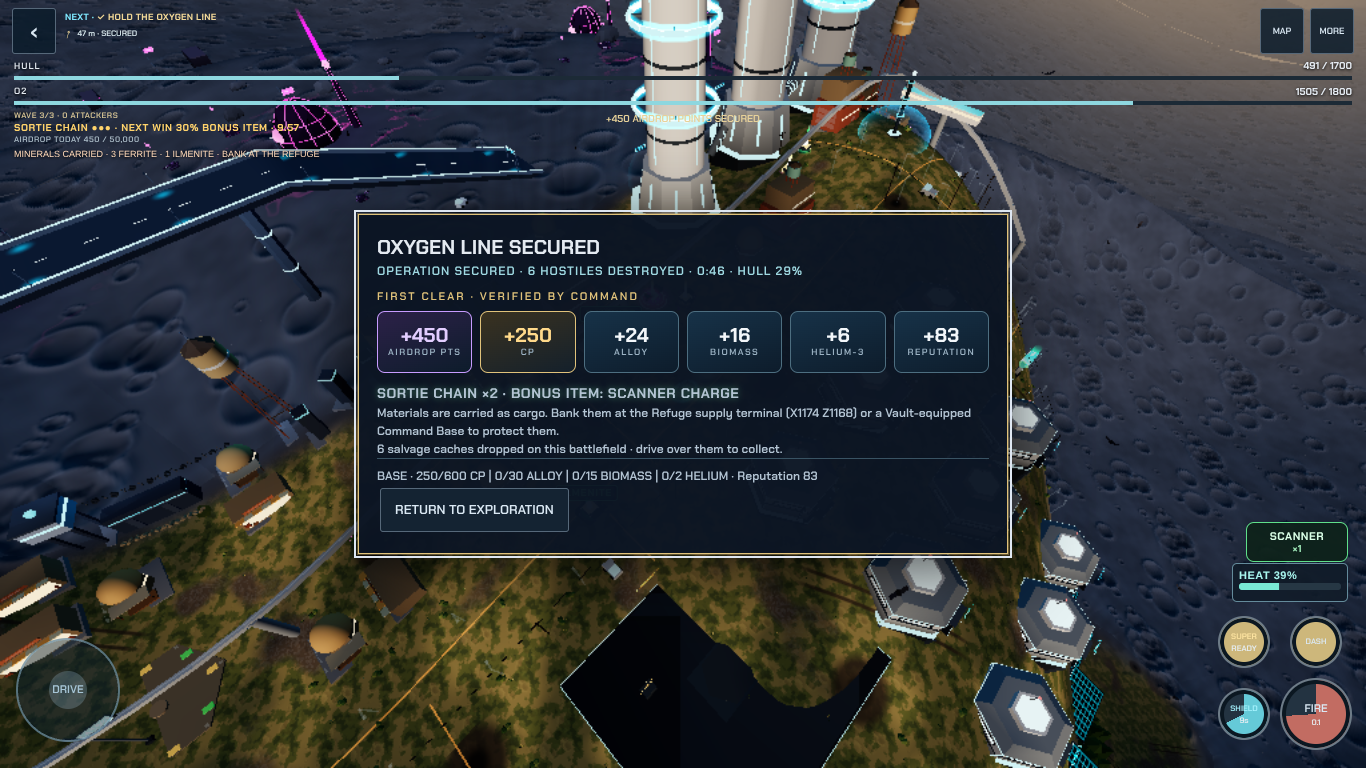 <
NEXT · ✓ HOLD THE OXYGEN LINE
↑ 47 m · SECURED
MAP
MORE
HULL
491 / 1700
O2
1505 / 1800
WAVE 3/3 · 0 ATTACKERS
SORTIE CHAIN ●●● · NEXT WIN 30% BONUS ITEM · 9:57
+450 AIRDROP POINTS SECURED
AIRDROP TODAY 450 / 50,000
MINERALS CARRIED · 3 FERRITE · 1 ILMENITE · BANK AT THE REFUGE
OXYGEN LINE SECURED
OPERATION SECURED · 6 HOSTILES DESTROYED · 0:46 · HULL 29%
FIRST CLEAR · VERIFIED BY COMMAND
+450
AIRDROP PTS
+250
CP
+24
ALLOY
+16
BIOMASS
+6
HELIUM-3
+83
REPUTATION
SORTIE CHAIN ×2 · BONUS ITEM: SCANNER CHARGE
Materials are carried as cargo. Bank them at the Refuge supply terminal (X1174 Z1168) or a Vault-equipped
Command Base to protect them.
6 salvage caches dropped on this battlefield · drive over them to collect.
BASE · 250/600 CP | 0/30 ALLOY | 0/15 BIOMASS | 0/2 HELIUM · Reputation 83
RETURN TO EXPLORATION
SCANNER
×1
HEAT 39%
SUPER
READY
DASH
DRIVE
SHIELD
8s
FIRE
0.1